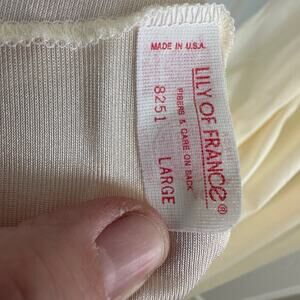 MADE IN U.S.A.
LILY OF FRANCE®
FIBERS & CARE ON BACK
8251 LARGE